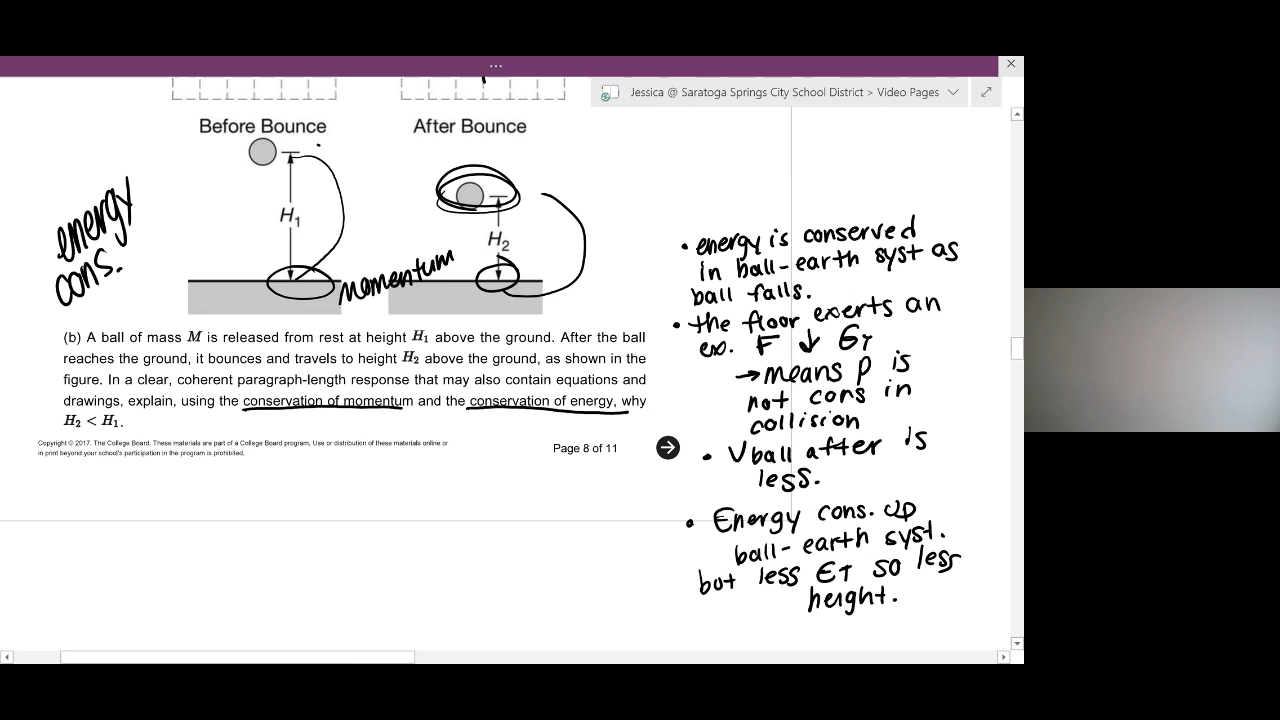 ...
Jessica @ Saratoga Springs City School District > Video Pages
Before Bounce
After Bounce
H1
H2
energy
cons.
momentum
(b) A ball of mass M is released from rest at height H1 above the ground. After the ball
reaches the ground, it bounces and travels to height H2 above the ground, as shown in the
figure. In a clear, coherent paragraph-length response that may also contain equations and
drawings, explain, using the conservation of momentum and the conservation of energy, why
H2 < H1.
Copyright © 2017. The College Board. These materials are part of a College Board program. Use or distribution of these materials online or
in print beyond your school's participation in the program is prohibited.
Page 8 of 11
• energy is conserved
in ball-earth syst as
ball falls.
• the floor exerts an
ex. F ↓
→ means p is
not cons in
collision
• Vball after is
less.
• Energy cons. up
ball-earth syst.
but less ET so less
height.